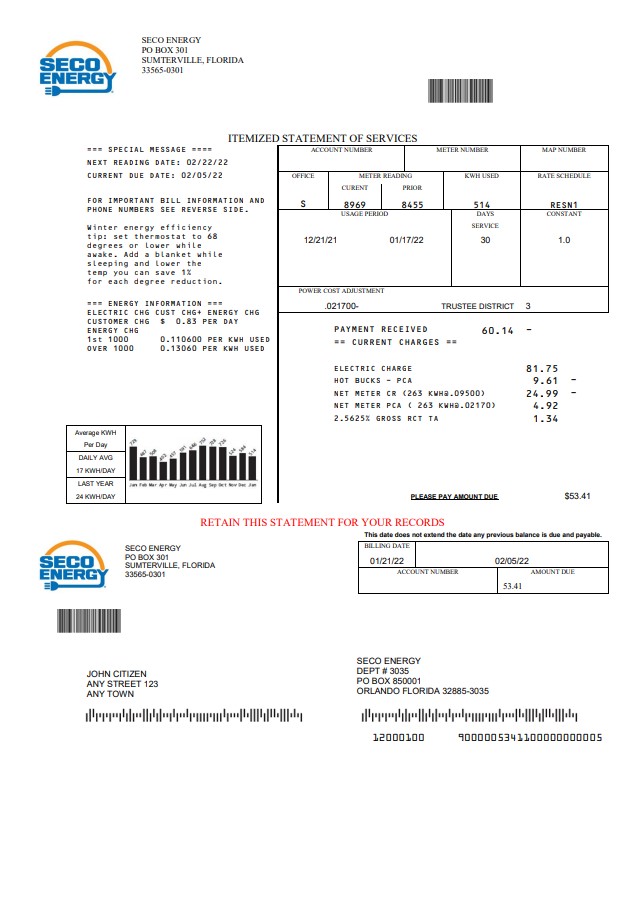 SECO
ENERGY
SECO ENERGY
PO BOX 301
SUMTERVILLE, FLORIDA
33565-0301
ITEMIZED STATEMENT OF SERVICES
=== SPECIAL MESSAGE ====
NEXT READING DATE: 02/22/22
CURRENT DUE DATE: 02/05/22
FOR IMPORTANT BILL INFORMATION AND
PHONE NUMBERS SEE REVERSE SIDE.
Winter energy efficiency
tip: set thermostat to 68
degrees or lower while
awake. Add a blanket while
sleeping and lower the
temp you can save 1%
for each degree reduction.
=== ENERGY INFORMATION ===
ELECTRIC CHG CUST CHG+ ENERGY CHG
CUSTOMER CHG $ 0.83 PER DAY
ENERGY CHG
1st 1000 0.110600 PER KWH USED
OVER 1000 0.13060 PER KWH USED
ACCOUNT NUMBER METER NUMBER MAP NUMBER
OFFICE METER READING KWH USED RATE SCHEDULE
CURENT PRIOR
S 8969 8455 514 RESN1
USAGE PERIOD DAYS CONSTANT
SERVICE
12/21/21 01/17/22 30 1.0
POWER COST ADJUSTMENT
.021700- TRUSTEE DISTRICT 3
PAYMENT RECEIVED 60.14 -
== CURRENT CHARGES ==
ELECTRIC CHARGE 81.75
HOT BUCKS - PCA 9.61 -
NET METER CR (263 KWH@.09500) 24.99 -
NET METER PCA ( 263 KWH@.02170) 4.92
2.5625% GROSS RCT TA 1.34
Average KWH
Per Day
DAILY AVG
17 KWH/DAY
LAST YEAR
24 KWH/DAY
Jan Feb Mar Apr May Jun Jul Aug Sep Oct Nov Dec Jan
PLEASE PAY AMOUNT DUE $53.41
RETAIN THIS STATEMENT FOR YOUR RECORDS
This date does not extend the date any previous balance is due and payable.
SECO
ENERGY
SECO ENERGY
PO BOX 301
SUMTERVILLE, FLORIDA
33565-0301
BILLING DATE
01/21/22 02/05/22
ACCOUNT NUMBER AMOUNT DUE
53.41
JOHN CITIZEN
ANY STREET 123
ANY TOWN
SECO ENERGY
DEPT # 3035
PO BOX 850001
ORLANDO FLORIDA 32885-3035
12000100 9000005341100000000005